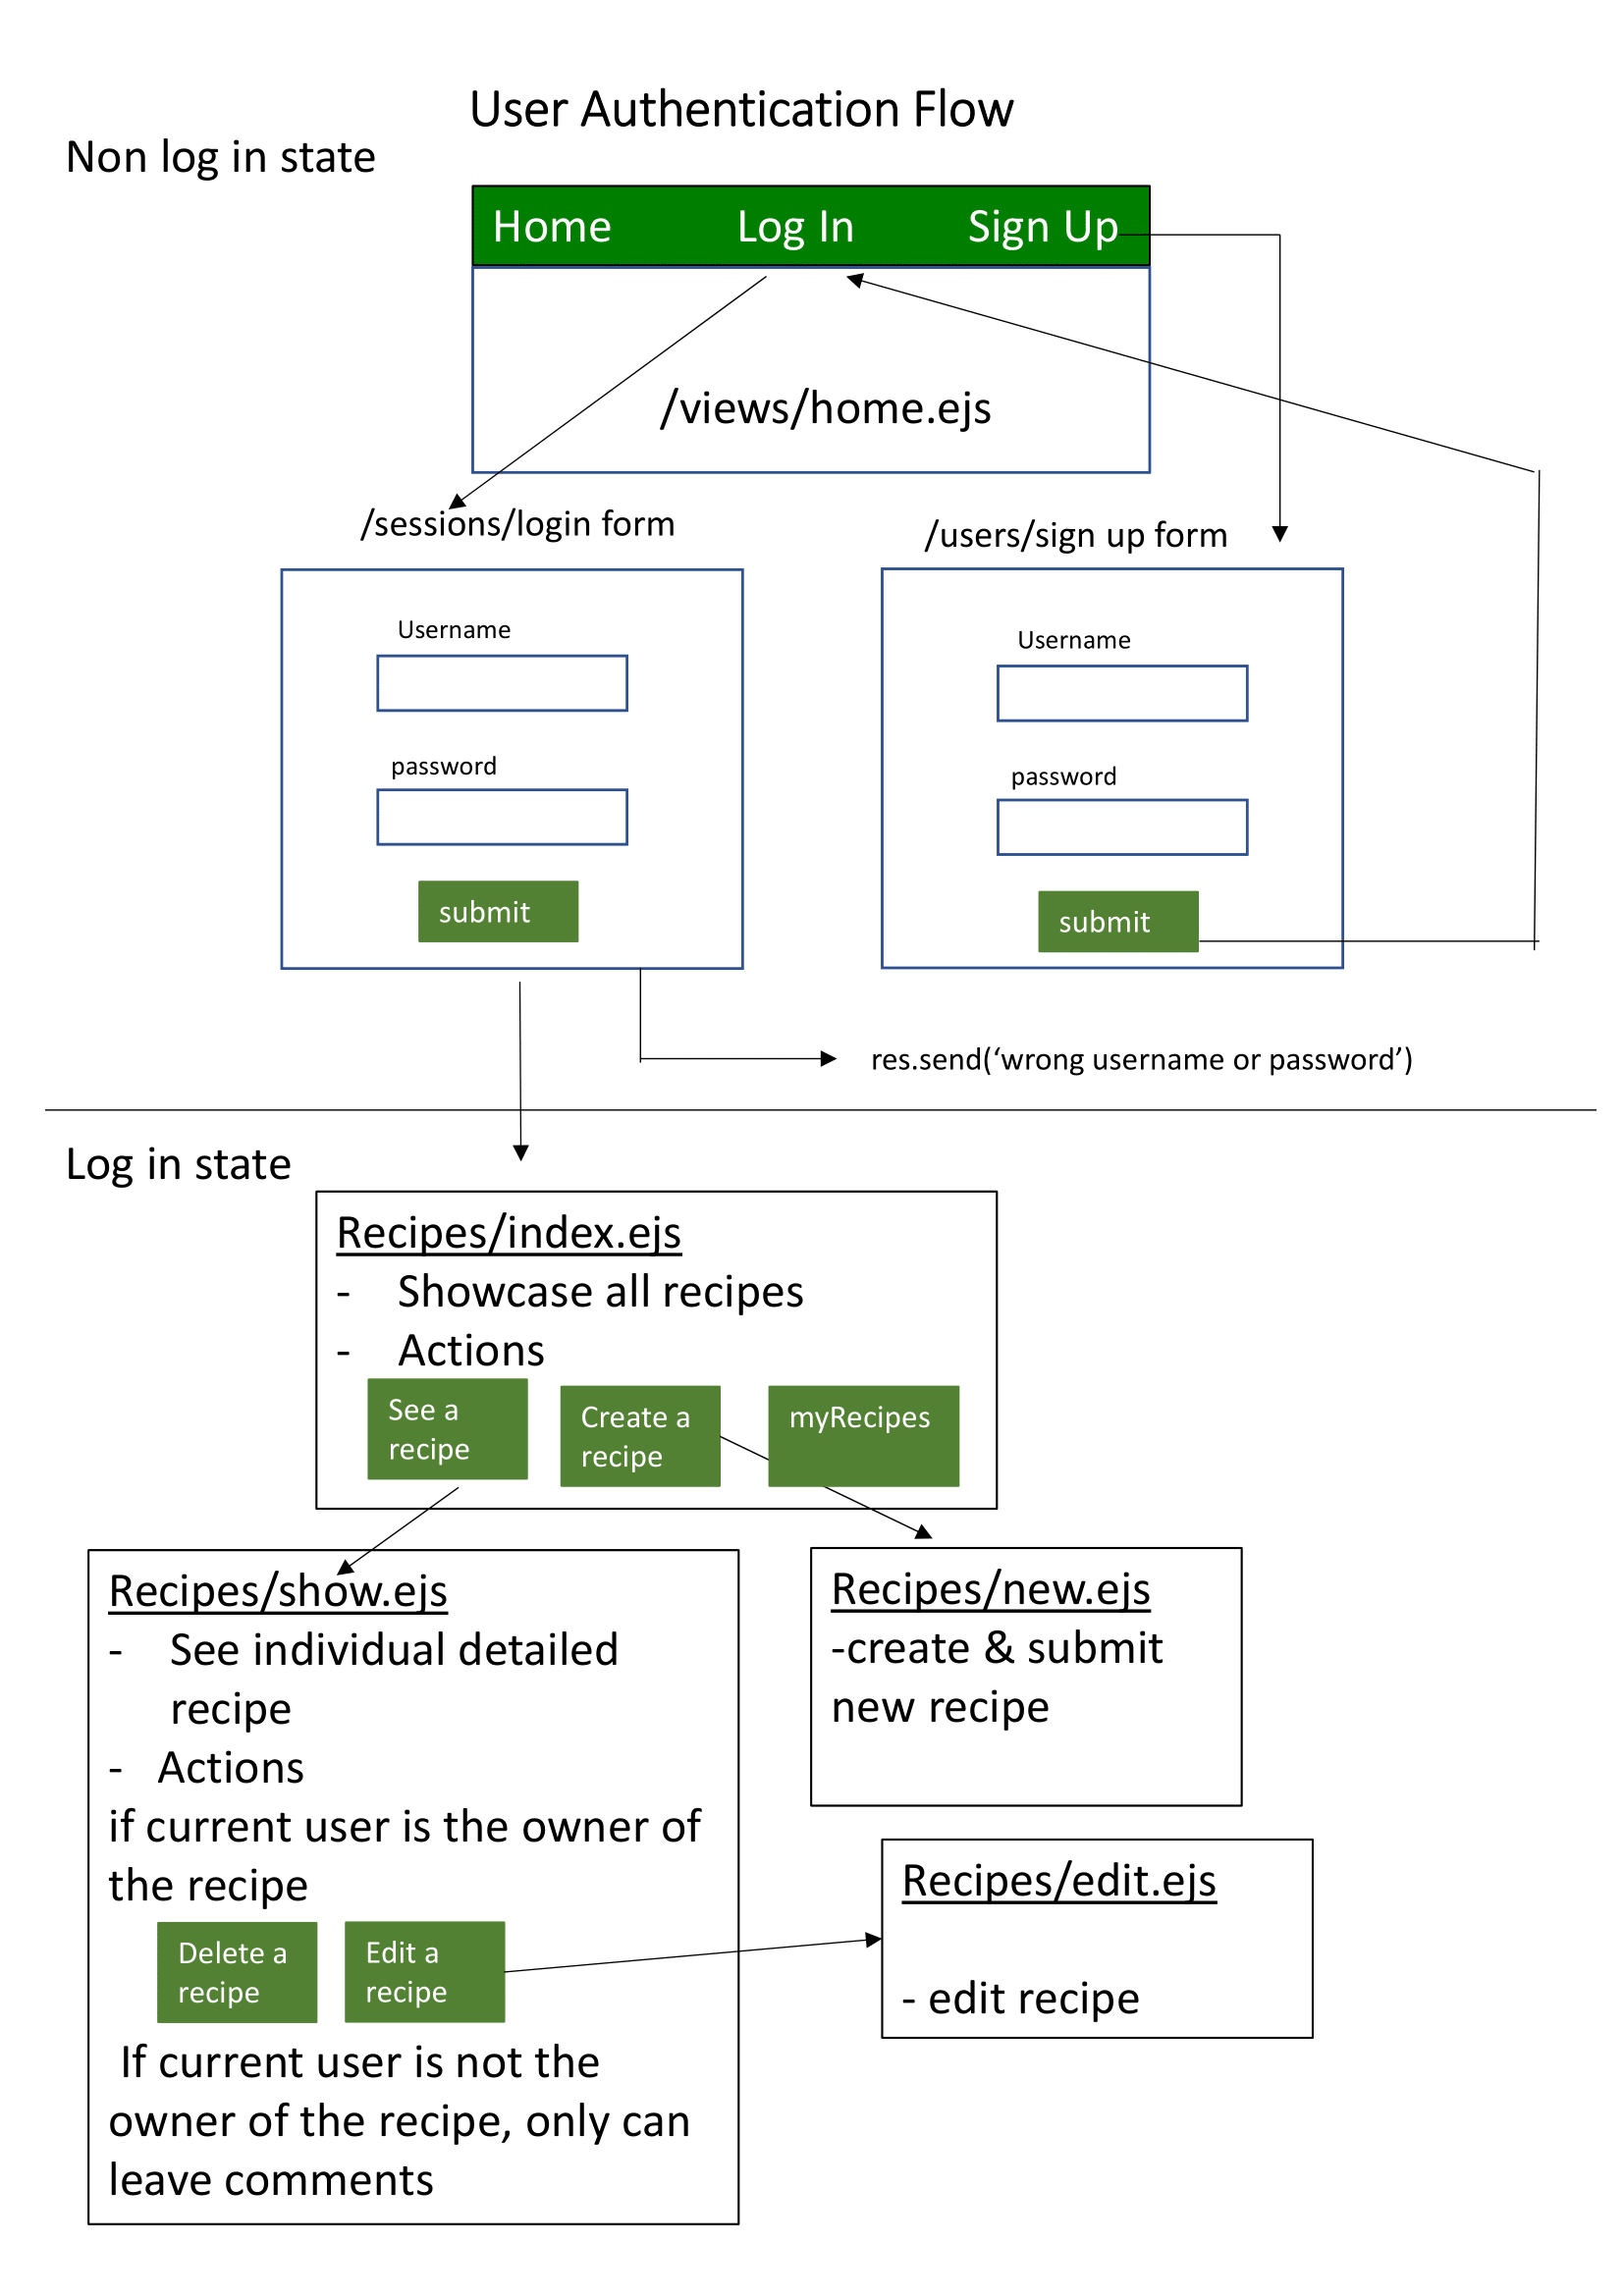 User Authentication Flow
Non log in state
Home Log In Sign Up
/views/home.ejs
/sessions/login form
/users/sign up form
Username
password
submit
Username
password
submit
res.send(‘wrong username or password’)
Log in state
Recipes/index.ejs
- Showcase all recipes
- Actions
See a
recipe
Create a
recipe
myRecipes
Recipes/show.ejs
- See individual detailed
recipe
- Actions
if current user is the owner of
the recipe
Delete a
recipe
Edit a
recipe
If current user is not the
owner of the recipe, only can
leave comments
Recipes/new.ejs
-create & submit
new recipe
Recipes/edit.ejs
- edit recipe